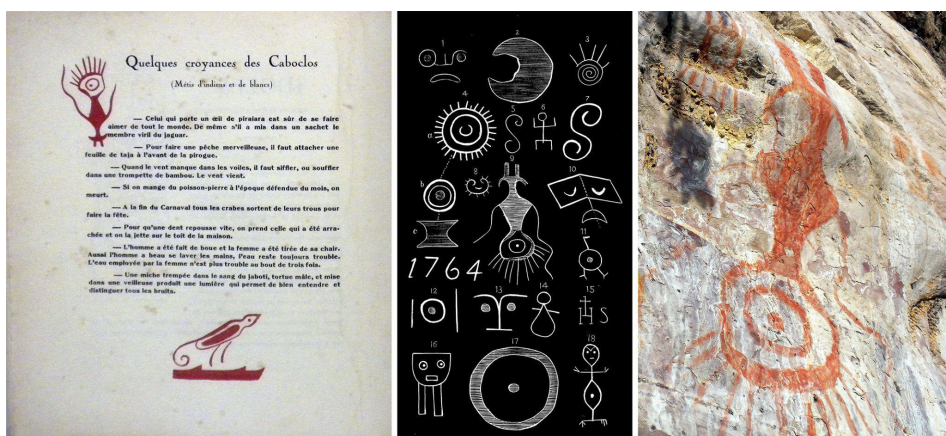 Quelques croyances des Caboclos
(Métis d'indiens et de blancs)
— Celui qui porte un œil de piraiara est sûr de se faire
aimer de tout le monde. De même s'il a mis dans un sachet le
membre viril du jaguar.
— Pour faire une pêche merveilleuse, il faut attacher une
feuille de taja à l'avant de la pirogue.
— Quand le vent manque dans les voiles, il faut siffler, ou souffler
dans une trompette de bambou. Le vent vient.
— Si on mange du poisson-pierre à l'époque défendue du mois, on
meurt.
— A la fin du Carnaval tous les crabes sortent de leurs trous pour
faire la fête.
— Pour qu'une dent repousse vite, on prend celle qui a été arra-
chée et on la jette sur le toit de la maison.
— L'homme a été fait de boue et la femme a été tirée de sa chair.
Aussi l'homme a beau se laver les mains, l'eau reste toujours trouble.
L'eau employée par la femme n'est plus trouble au bout de trois fois.
— Une miche trempée dans le sang du jaboti, tortue mâle, et mise
dans une veilleuse produit une lumière qui permet de bien entendre et
distinguer tous les bruits.
1 2 3
4 5 6 7
a
8 9 10
b
c
11
1764
12 13 14 15
HS
16 17 18